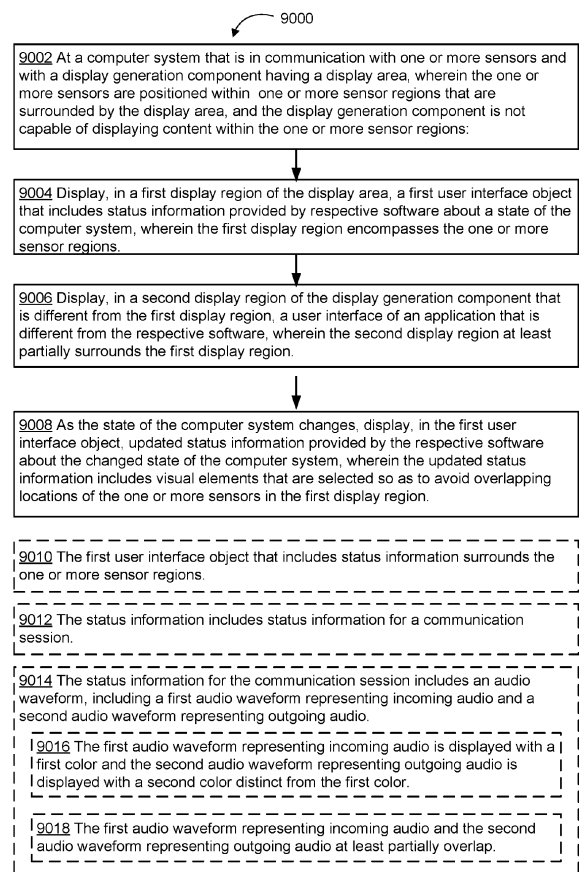 9000
9002 At a computer system that is in communication with one or more sensors and
with a display generation component having a display area, wherein the one or
more sensors are positioned within one or more sensor regions that are
surrounded by the display area, and the display generation component is not
capable of displaying content within the one or more sensor regions:
9004 Display, in a first display region of the display area, a first user interface object
that includes status information provided by respective software about a state of the
computer system, wherein the first display region encompasses the one or more
sensor regions.
9006 Display, in a second display region of the display generation component that
is different from the first display region, a user interface of an application that is
different from the respective software, wherein the second display region at least
partially surrounds the first display region.
9008 As the state of the computer system changes, display, in the first user
interface object, updated status information provided by the respective software
about the changed state of the computer system, wherein the updated status
information includes visual elements that are selected so as to avoid overlapping
locations of the one or more sensors in the first display region.
9010 The first user interface object that includes status information surrounds the
one or more sensor regions.
9012 The status information includes status information for a communication
session.
9014 The status information for the communication session includes an audio
waveform, including a first audio waveform representing incoming audio and a
second audio waveform representing outgoing audio.
9016 The first audio waveform representing incoming audio is displayed with a
first color and the second audio waveform representing outgoing audio is
displayed with a second color distinct from the first color.
9018 The first audio waveform representing incoming audio and the second
audio waveform representing outgoing audio at least partially overlap.